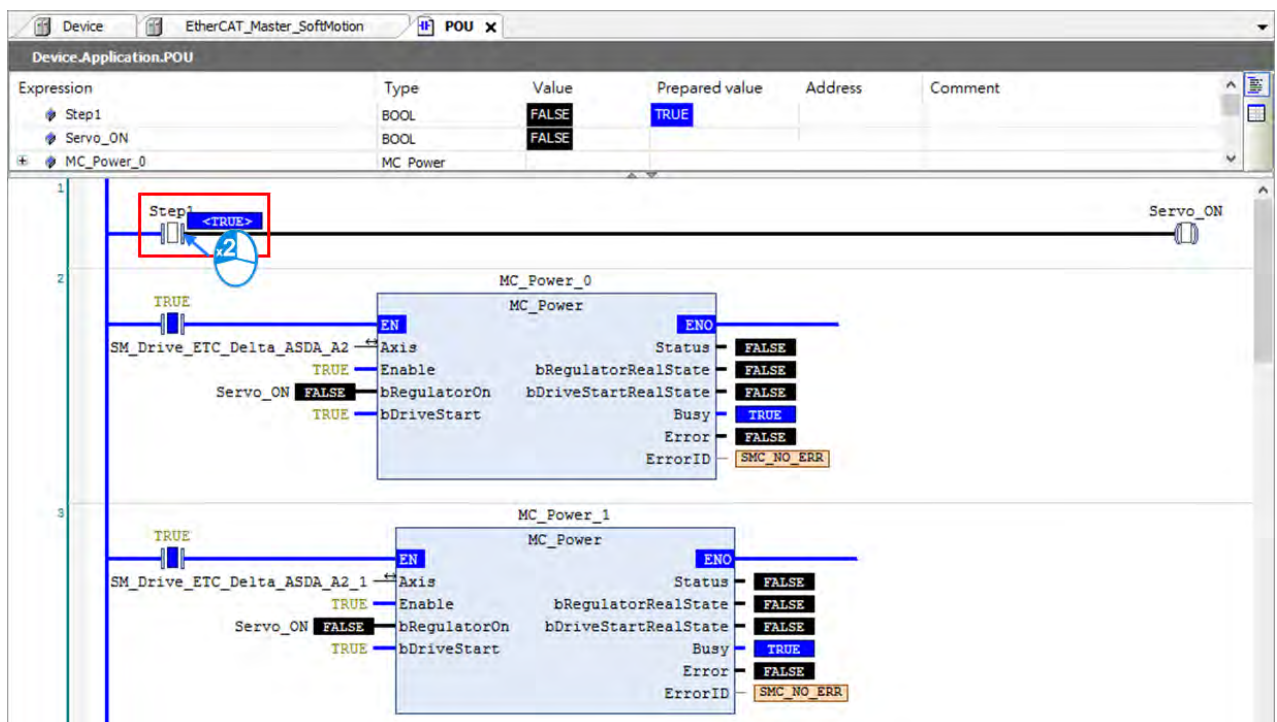 Device EtherCAT_Master_SoftMotion POU X
Device.Application.POU
Expression Type Value Prepared value Address Comment
Step1 BOOL FALSE TRUE
Servo_ON BOOL FALSE
MC_Power_0 MC_Power
1
Step1 <TRUE> Servo_ON
x2
2
MC_Power_0
TRUE MC_Power
EN ENO
SM_Drive_ETC_Delta_ASDA_A2 Axis Status FALSE
TRUE Enable bRegulatorRealState FALSE
Servo_ON FALSE bRegulatorOn bDriveStartRealState FALSE
TRUE bDriveStart Busy TRUE
Error FALSE
ErrorID SMC_NO_ERR
3
MC_Power_1
TRUE MC_Power
EN ENO
SM_Drive_ETC_Delta_ASDA_A2_1 Axis Status FALSE
TRUE Enable bRegulatorRealState FALSE
Servo_ON FALSE bRegulatorOn bDriveStartRealState FALSE
TRUE bDriveStart Busy TRUE
Error FALSE
ErrorID SMC_NO_ERR